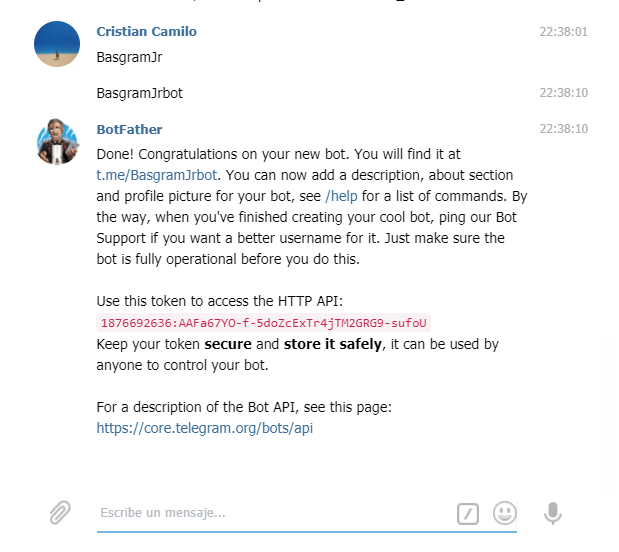 Cristian Camilo 22:38:01
BasgramJr
BasgramJrbot 22:38:10
BotFather 22:38:10
Done! Congratulations on your new bot. You will find it at
t.me/BasgramJrbot. You can now add a description, about section
and profile picture for your bot, see /help for a list of commands. By
the way, when you've finished creating your cool bot, ping our Bot
Support if you want a better username for it. Just make sure the
bot is fully operational before you do this.
Use this token to access the HTTP API:
1876692636:AAFa67YO-f-5doZcExTr4jTM2GRG9-sufoU
Keep your token secure and store it safely, it can be used by
anyone to control your bot.
For a description of the Bot API, see this page:
https://core.telegram.org/bots/api
Escribe un mensaje...